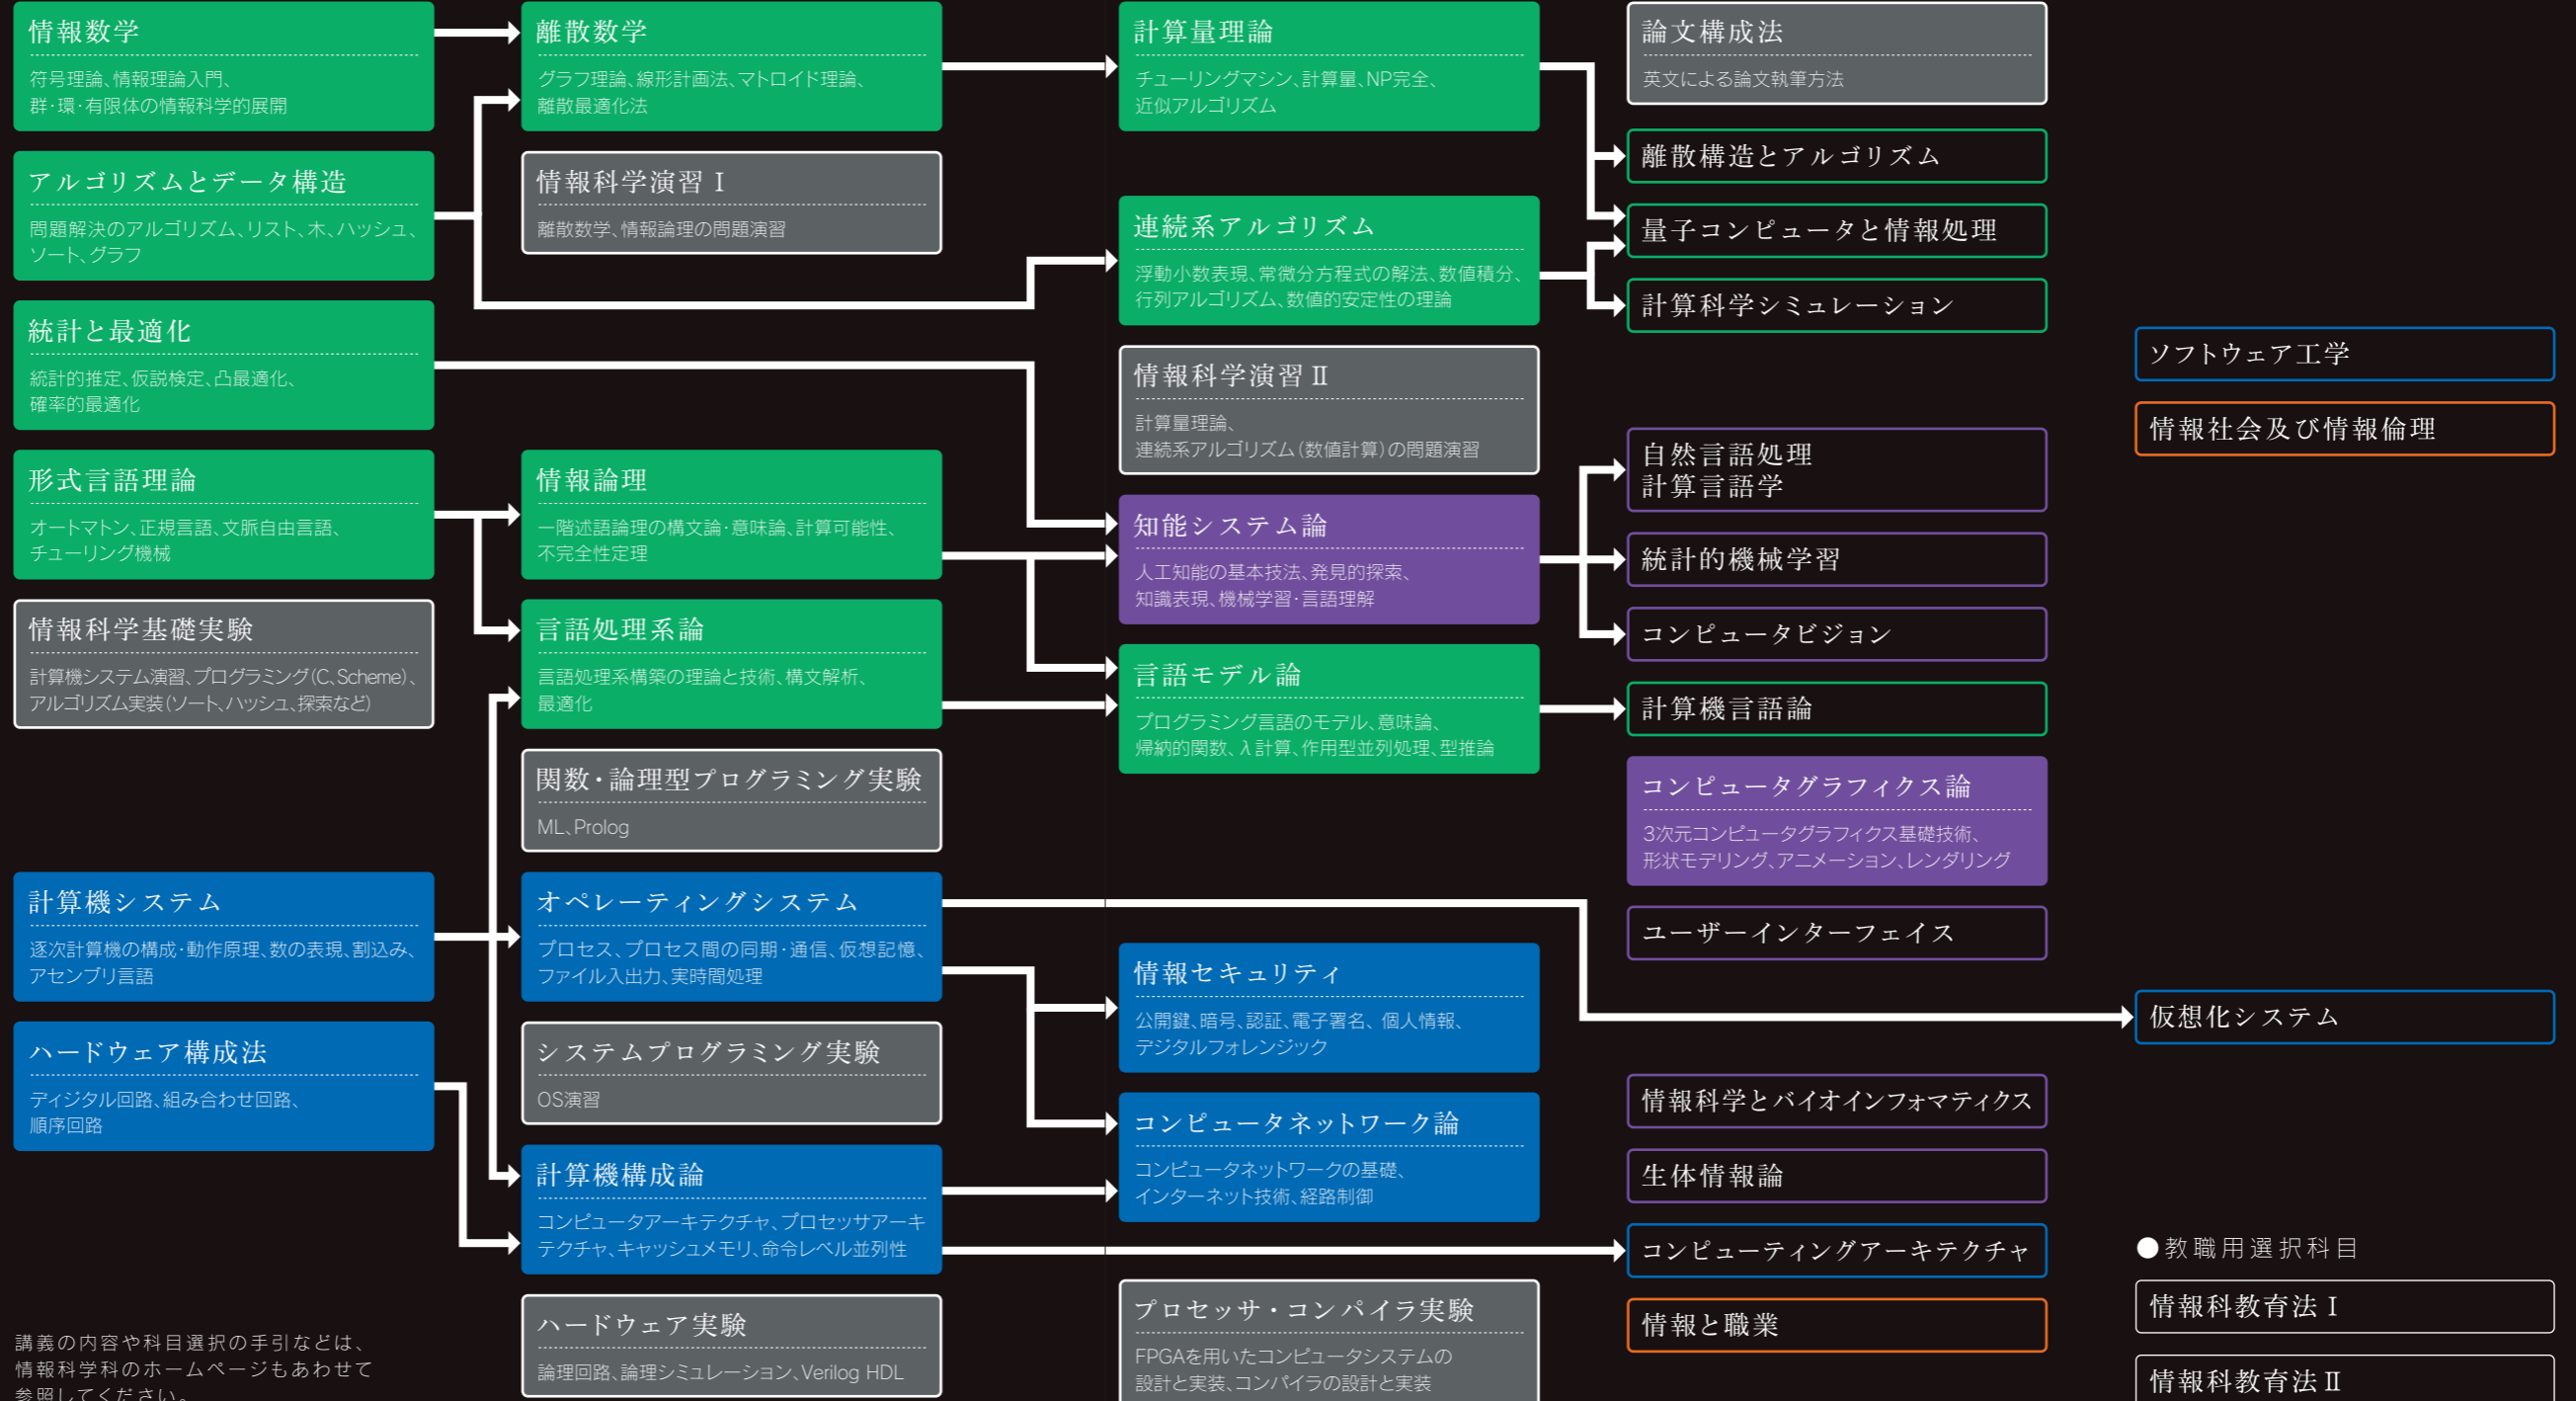 情報数学
符号理論、情報理論入門、
群・環・有限体の情報科学的展開
アルゴリズムとデータ構造
問題解決のアルゴリズム、リスト、木、ハッシュ、
ソート、グラフ
統計と最適化
統計的推定、仮説検定、凸最適化、
確率的最適化
形式言語理論
オートマトン、正規言語、文脈自由言語、
チューリング機械
情報科学基礎実験
計算機システム演習、プログラミング(C、Scheme)、
アルゴリズム実装(ソート、ハッシュ、探索など)
計算機システム
逐次計算機の構成・動作原理、数の表現、割込み、
アセンブリ言語
ハードウェア構成法
ディジタル回路、組み合わせ回路、
順序回路
講義の内容や科目選択の手引などは、
情報科学科のホームページもあわせて
参照してください。
離散数学
グラフ理論、線形計画法、マトロイド理論、
離散最適化法
情報科学演習Ⅰ
離散数学、情報論理の問題演習
情報論理
一階述語論理の構文論・意味論、計算可能性、
不完全性定理
言語処理系論
言語処理系構築の理論と技術、構文解析、
最適化
関数・論理型プログラミング実験
ML、Prolog
オペレーティングシステム
プロセス、プロセス間の同期・通信、仮想記憶、
ファイル入出力、実時間処理
システムプログラミング実験
OS演習
計算機構成論
コンピュータアーキテクチャ、プロセッサアーキ
テクチャ、キャッシュメモリ、命令レベル並列性
ハードウェア実験
論理回路、論理シミュレーション、Verilog HDL
計算量理論
チューリングマシン、計算量、NP完全、
近似アルゴリズム
連続系アルゴリズム
浮動小数表現、常微分方程式の解法、数値積分、
行列アルゴリズム、数値的安定性の理論
情報科学演習Ⅱ
計算量理論、
連続系アルゴリズム(数値計算)の問題演習
知能システム論
人工知能の基本技法、発見的探索、
知識表現、機械学習・言語理解
言語モデル論
プログラミング言語のモデル、意味論、
帰納的関数、λ計算、作用型並列処理、型推論
情報セキュリティ
公開鍵、暗号、認証、電子署名、個人情報、
デジタルフォレンジック
コンピュータネットワーク論
コンピュータネットワークの基礎、
インターネット技術、経路制御
プロセッサ・コンパイラ実験
FPGAを用いたコンピュータシステムの
設計と実装、コンパイラの設計と実装
論文構成法
英文による論文執筆方法
離散構造とアルゴリズム
量子コンピュータと情報処理
計算科学シミュレーション
自然言語処理
計算言語学
統計的機械学習
コンピュータビジョン
計算機言語論
コンピュータグラフィクス論
3次元コンピュータグラフィクス基礎技術、
形状モデリング、アニメーション、レンダリング
ユーザーインターフェイス
情報科学とバイオインフォマティクス
生体情報論
コンピューティングアーキテクチャ
情報と職業
ソフトウェア工学
情報社会及び情報倫理
仮想化システム
●教職用選択科目
情報科教育法Ⅰ
情報科教育法Ⅱ